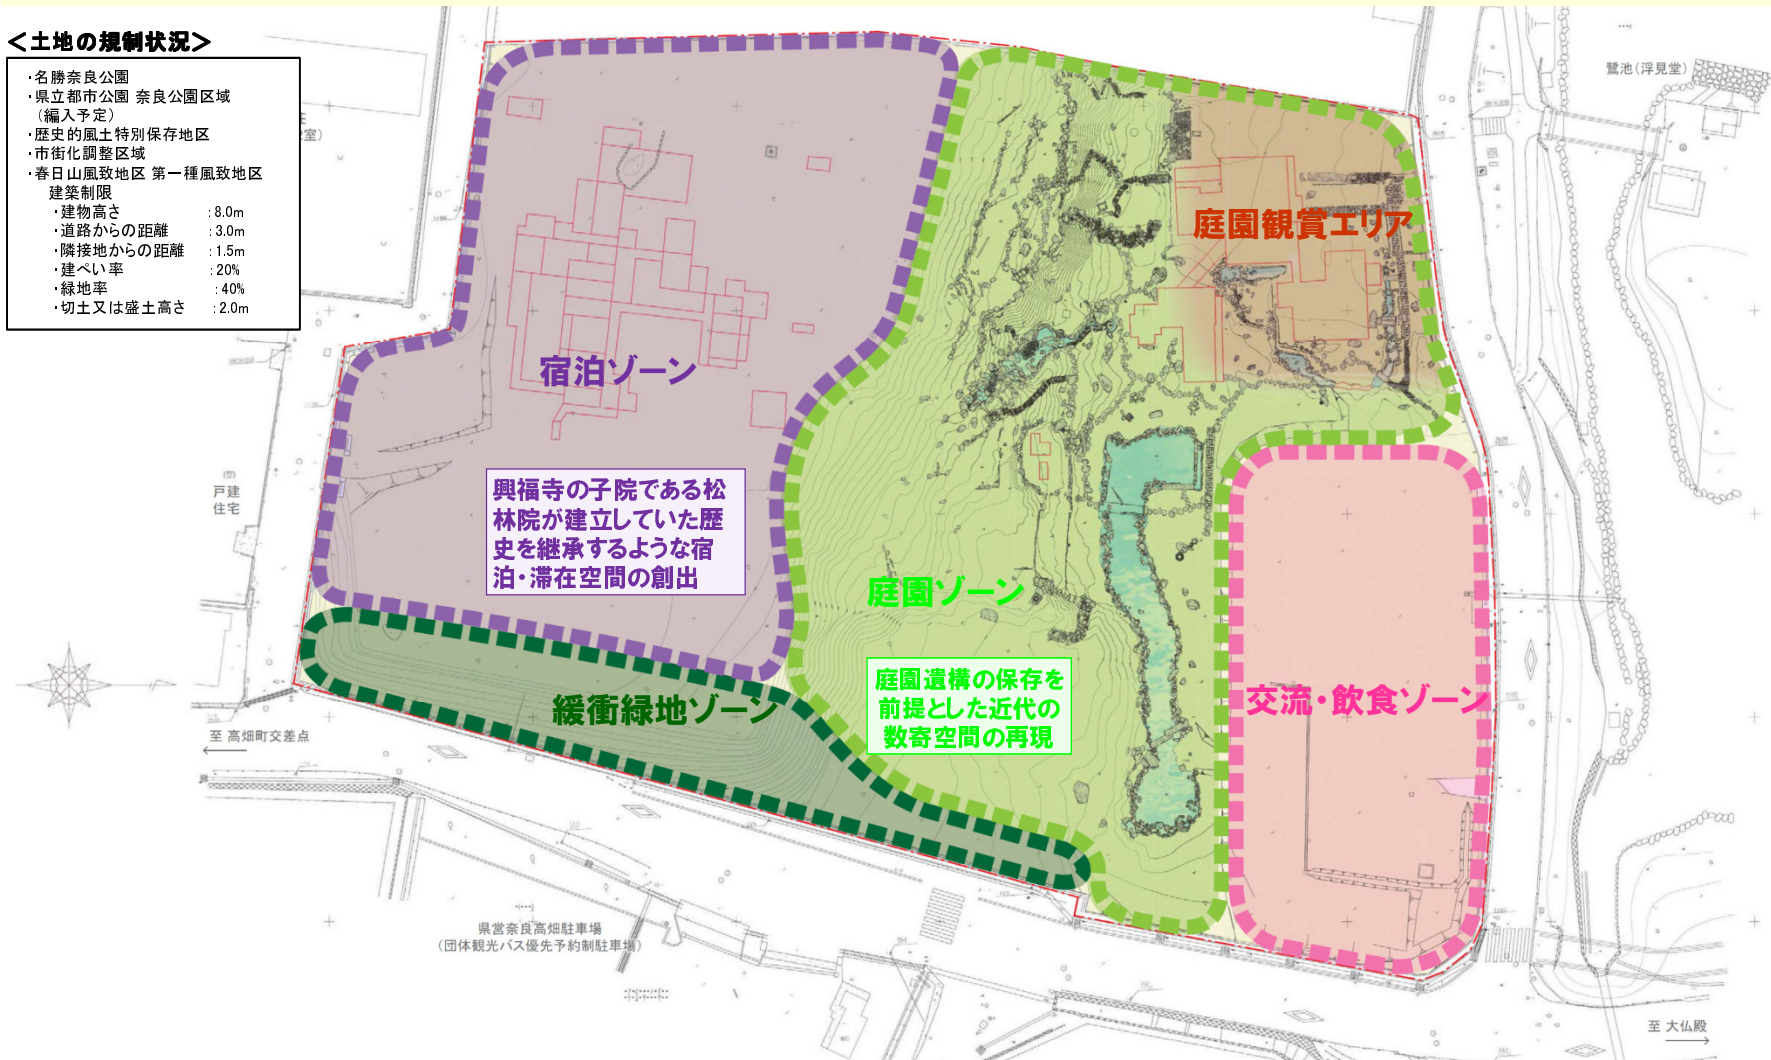 ＜土地の規制状況＞
・名勝奈良公園
・県立都市公園 奈良公園区域
（編入予定）
・歴史的風土特別保存地区
・市街化調整区域
・春日山風致地区 第一種風致地区
建築制限
・建物高さ :8.0m
・道路からの距離 :3.0m
・隣接地からの距離 :1.5m
・建ぺい率 :20%
・緑地率 :40%
・切土又は盛土高さ :2.0m
鷺池(浮見堂)
庭園観賞エリア
宿泊ゾーン
興福寺の子院である松
林院が建立していた歴
史を継承するような宿
泊・滞在空間の創出
戸建
住宅
庭園ゾーン
庭園遺構の保存を
前提とした近代の
数寄空間の再現
緩衝緑地ゾーン
交流・飲食ゾーン
至 高畑町交差点
県営奈良高畑駐車場
(団体観光バス優先予約制駐車場)
至 大仏殿